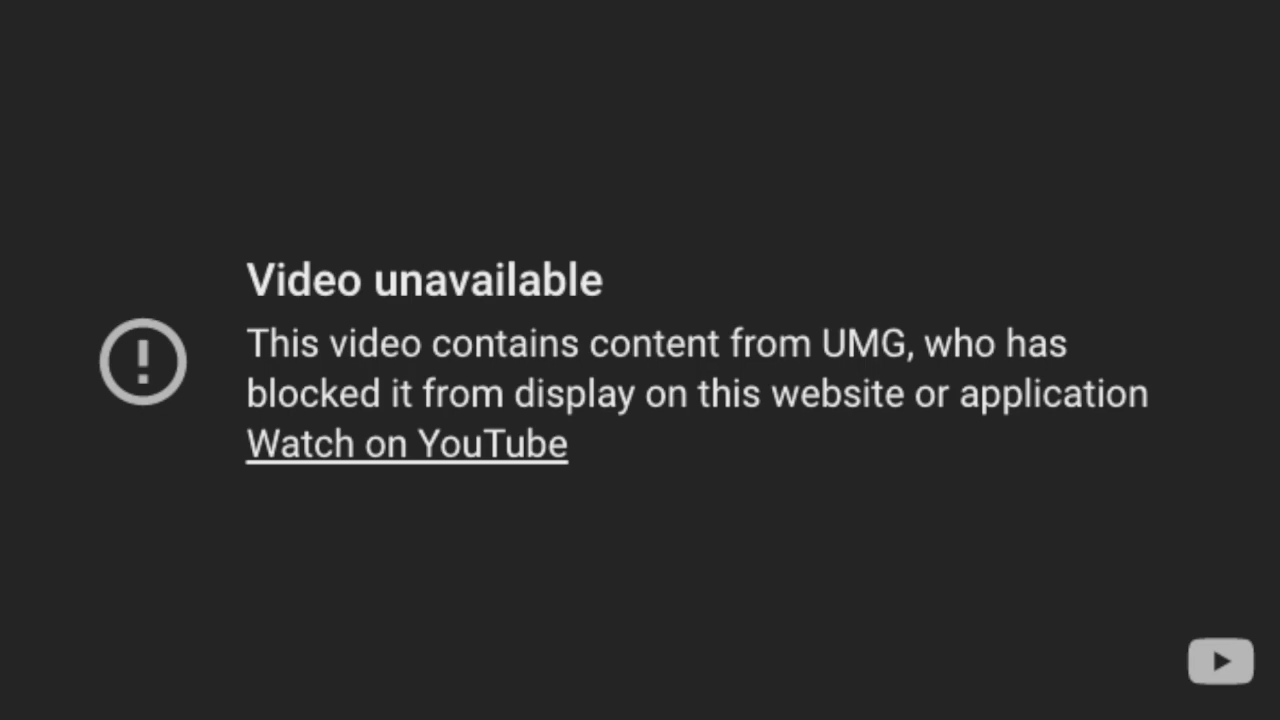 Video unavailable
This video contains content from UMG, who has
blocked it from display on this website or application
Watch on YouTube